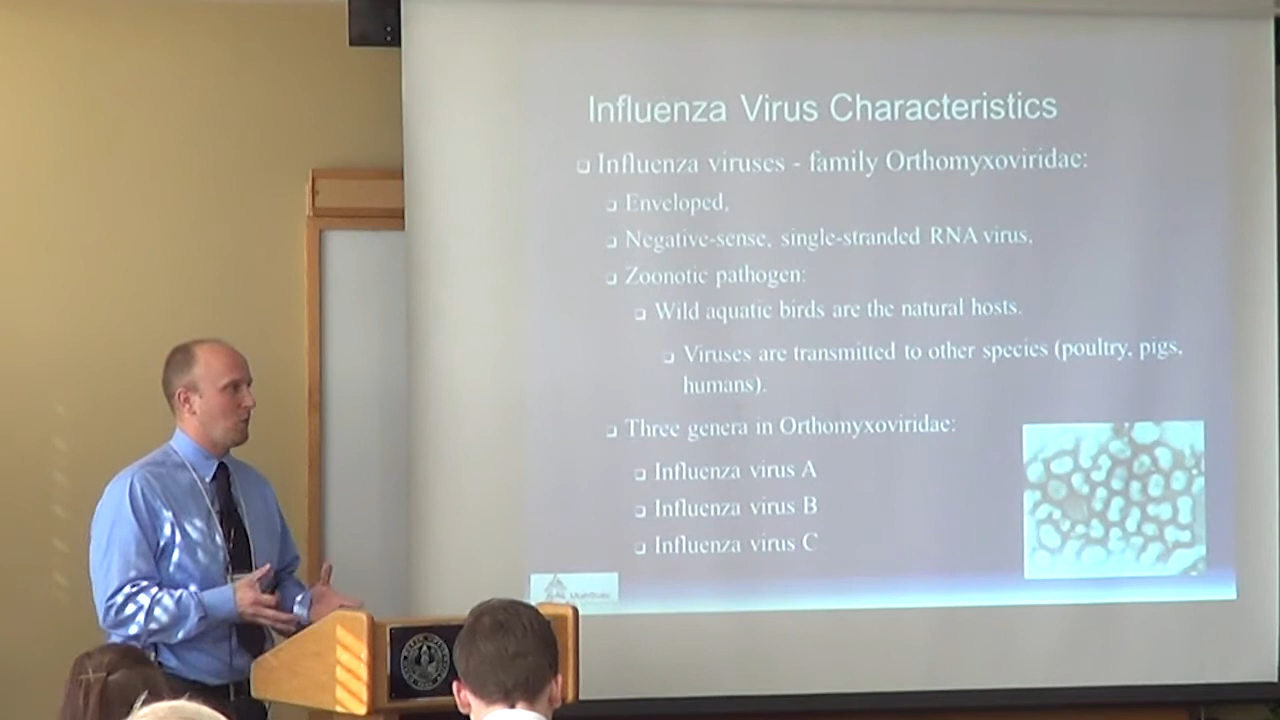 Influenza Virus Characteristics
Influenza viruses - family Orthomyxoviridae:
Enveloped,
Negative-sense, single-stranded RNA virus,
Zoonotic pathogen:
Wild aquatic birds are the natural hosts.
Viruses are transmitted to other species (poultry, pigs,
humans).
Three genera in Orthomyxoviridae:
Influenza virus A
Influenza virus B
Influenza virus C